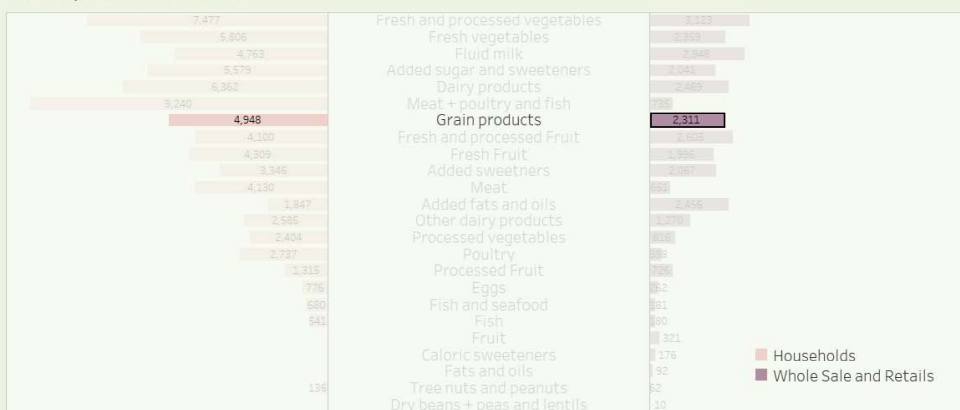 7,477 Fresh and processed vegetables 3,123
5,806 Fresh vegetables 2,359
4,763 Fluid milk 2,948
5,579 Added sugar and sweeteners 2,041
6,362 Dairy products 2,469
9,240 Meat + poultry and fish 735
4,948 Grain products 2,311
4,100 Fresh and processed Fruit 2,605
4,309 Fresh Fruit 1,996
3,346 Added sweetners 2,067
4,130 Meat 651
1,847 Added fats and oils 2,456
2,585 Other dairy products 1,270
2,404 Processed vegetables 816
2,737 Poultry
1,315 Processed Fruit 726
776 Eggs
680 Fish and seafood
541 Fish
Fruit 321
Caloric sweeteners 176
Fats and oils 92
136 Tree nuts and peanuts 62
Dry beans + peas and lentils 10
Households
Whole Sale and Retails